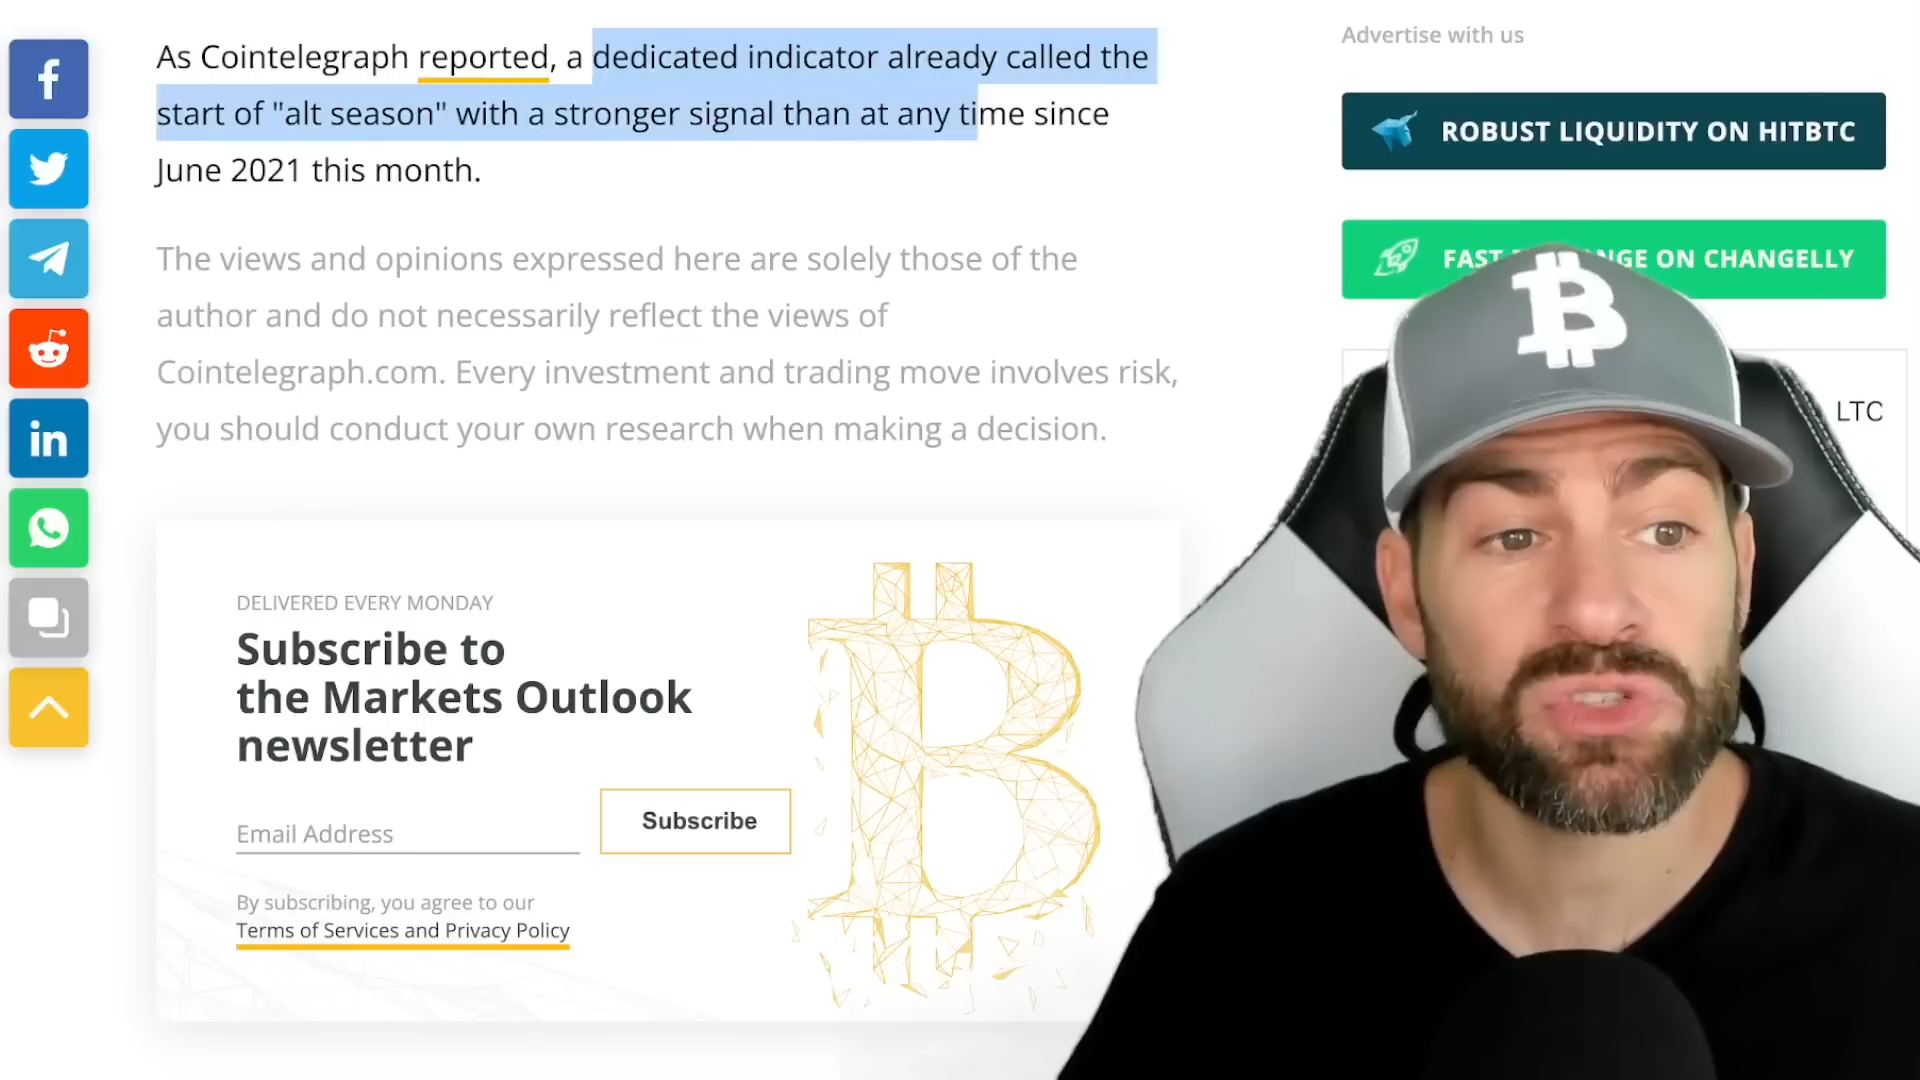 As Cointelegraph reported, a dedicated indicator already called the
start of "alt season" with a stronger signal than at any time since
June 2021 this month.
The views and opinions expressed here are solely those of the
author and do not necessarily reflect the views of
Cointelegraph.com. Every investment and trading move involves risk,
you should conduct your own research when making a decision.
DELIVERED EVERY MONDAY
Subscribe to
the Markets Outlook
newsletter
Email Address
Subscribe
By subscribing, you agree to our
Terms of Services and Privacy Policy
Advertise with us
ROBUST LIQUIDITY ON HITBTC
FAST ON CHANGELLY
LTC